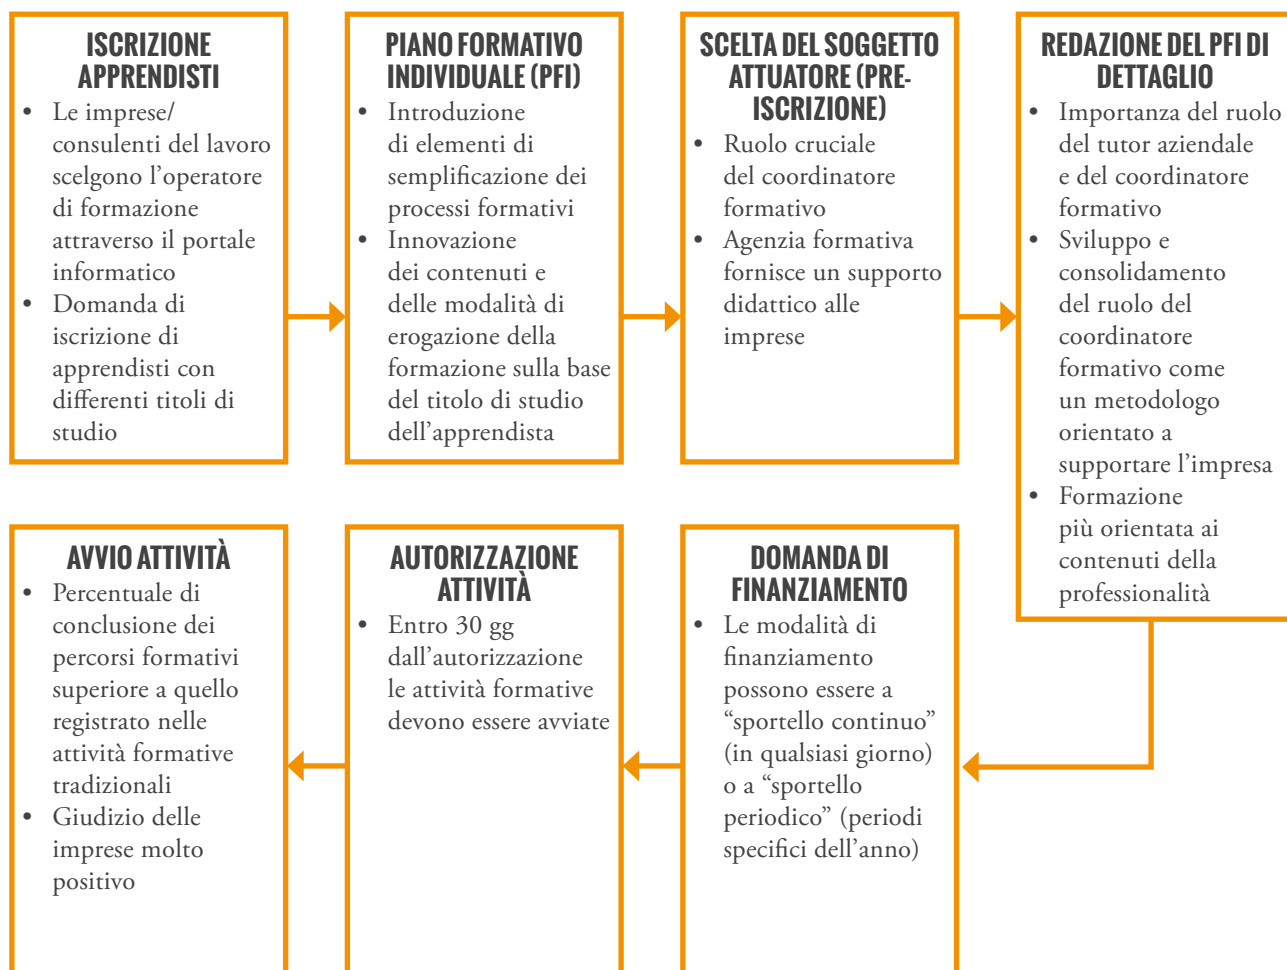 ISCRIZIONE
APPRENDISTI
• Le imprese/
consulenti del lavoro
scelgono l’operatore
di formazione
attraverso il portale
informatico
• Domanda di
iscrizione di
apprendisti con
differenti titoli di
studio
PIANO FORMATIVO
INDIVIDUALE (PFI)
• Introduzione
di elementi di
semplificazione dei
processi formativi
• Innovazione
dei contenuti e
delle modalità di
erogazione della
formazione sulla base
del titolo di studio
dell’apprendista
SCELTA DEL SOGGETTO
ATTUATORE (PRE-
ISCRIZIONE)
• Ruolo cruciale
del coordinatore
formativo
• Agenzia formativa
fornisce un supporto
didattico alle
imprese
REDAZIONE DEL PFI DI
DETTAGLIO
• Importanza del ruolo
del tutor aziendale
e del coordinatore
formativo
• Sviluppo e
consolidamento
del ruolo del
coordinatore
formativo come
un metodologo
orientato a
supportare l’impresa
• Formazione
più orientata ai
contenuti della
professionalità
AVVIO ATTIVITÀ
• Percentuale di
conclusione dei
percorsi formativi
superiore a quello
registrato nelle
attività formative
tradizionali
• Giudizio delle
imprese molto
positivo
AUTORIZZAZIONE
ATTIVITÀ
• Entro 30 gg
dall’autorizzazione
le attività formative
devono essere avviate
DOMANDA DI
FINANZIAMENTO
• Le modalità di
finanziamento
possono essere a
“sportello continuo”
(in qualsiasi giorno)
o a “sportello
periodico” (periodi
specifici dell’anno)